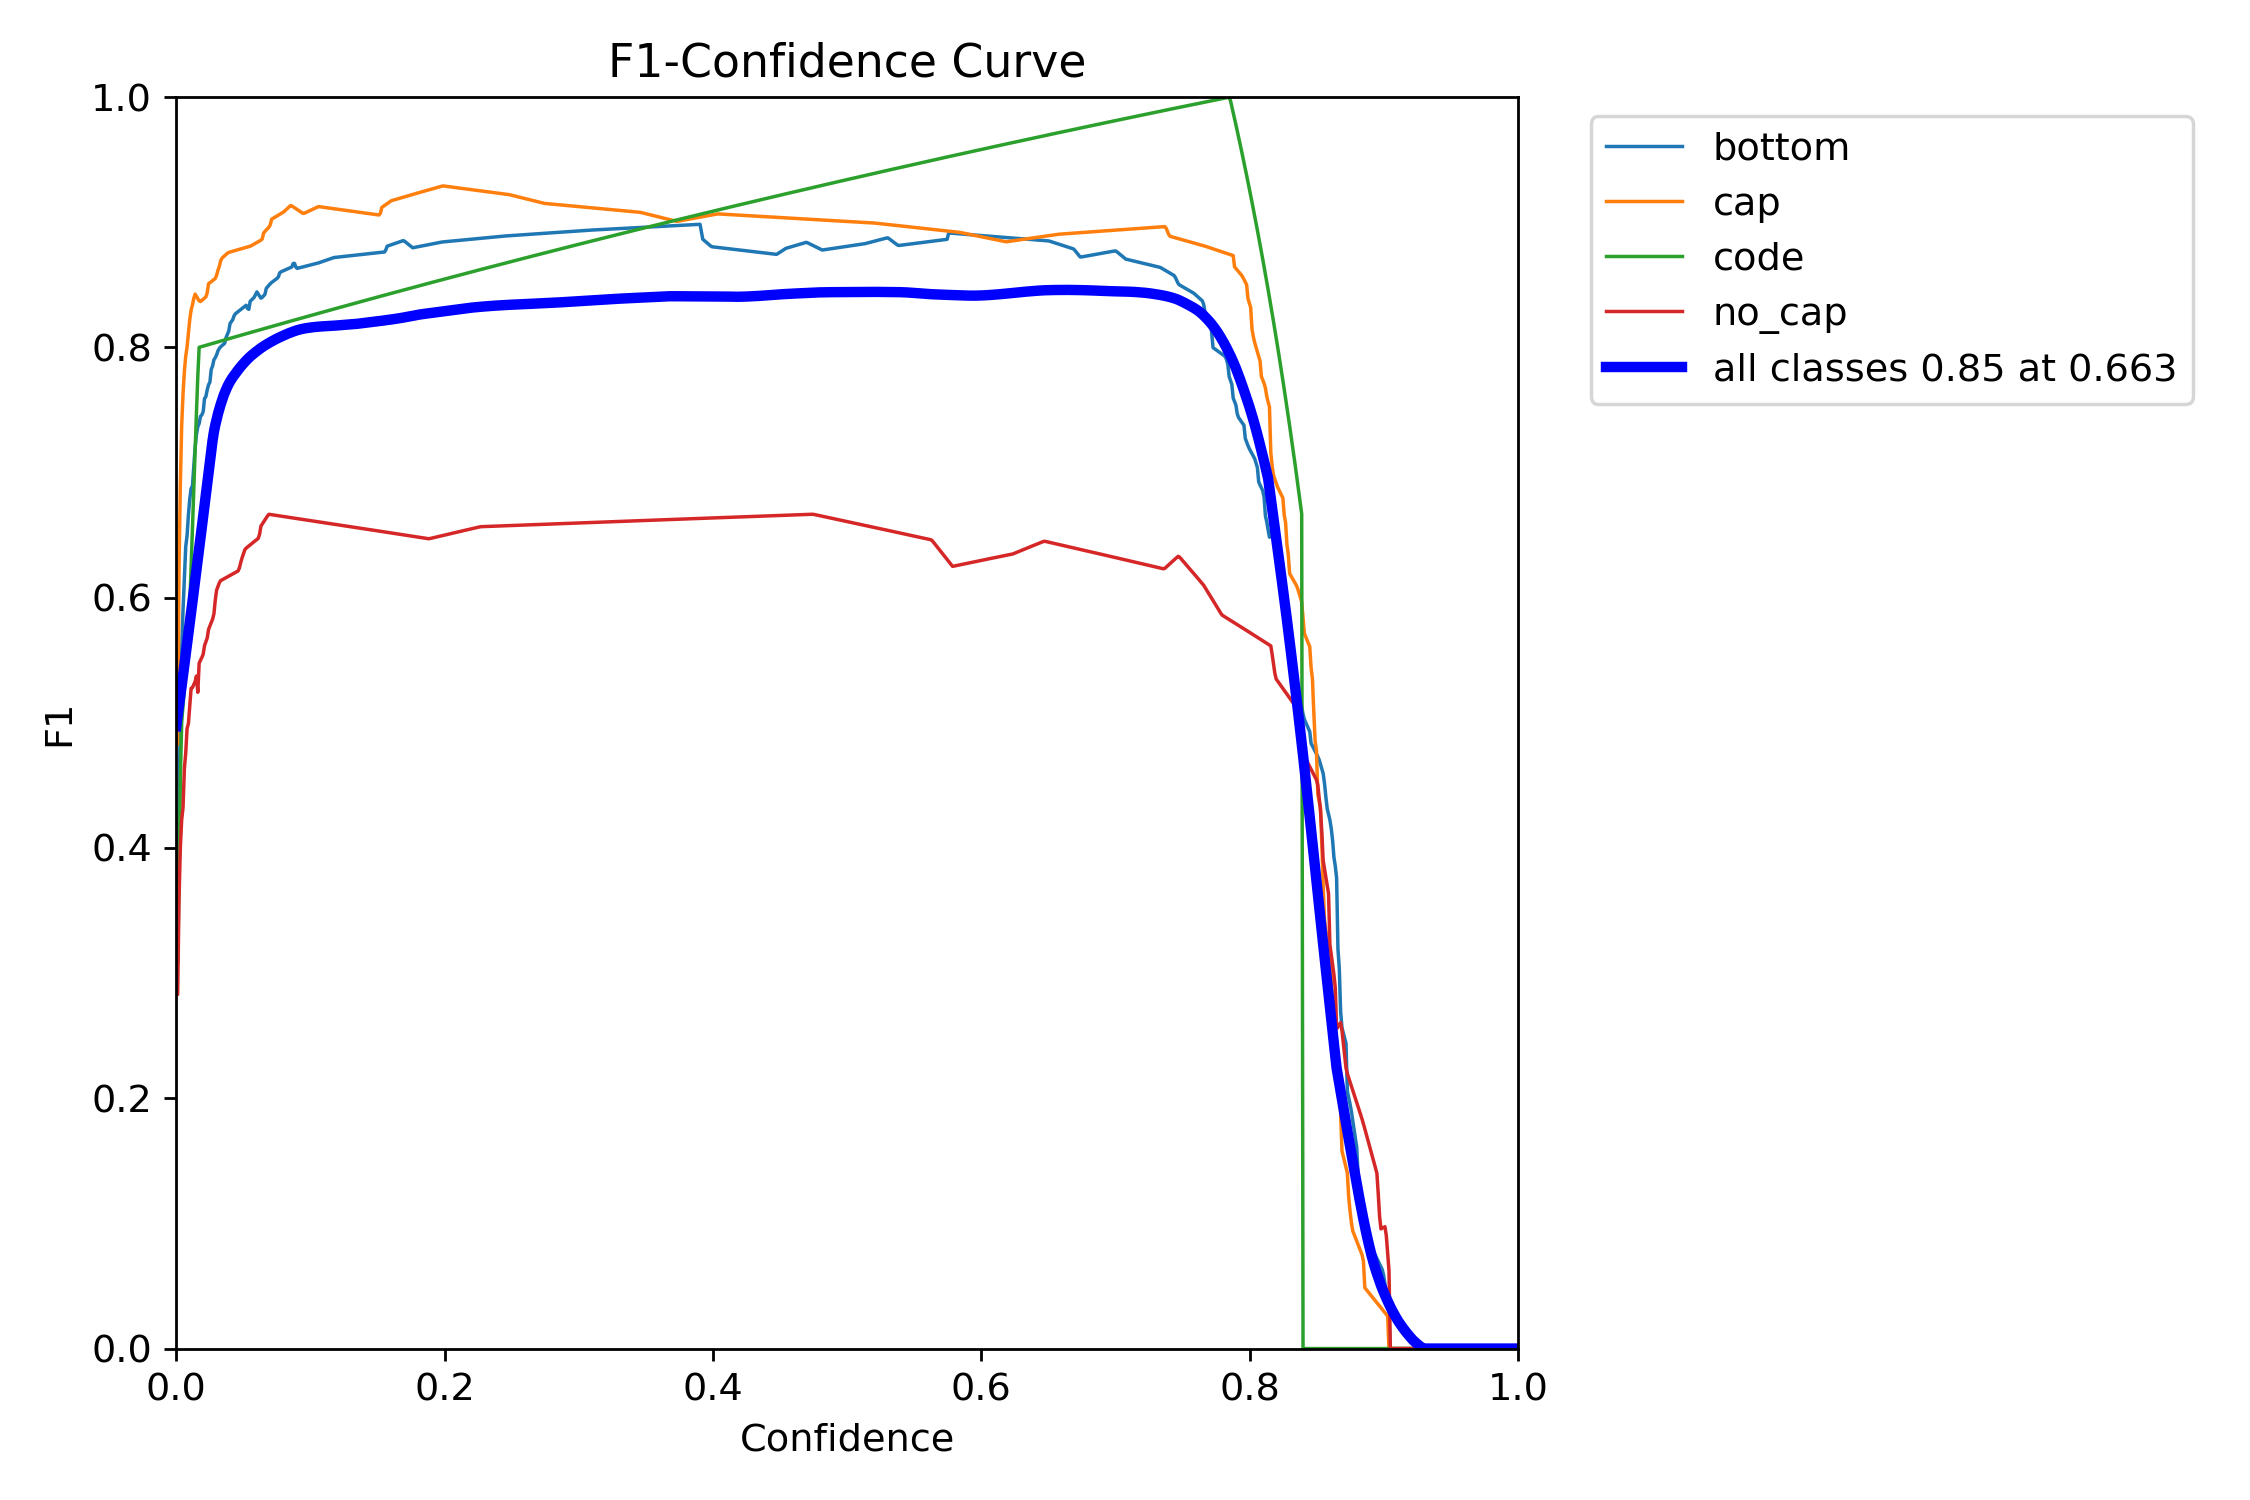 F1-Confidence Curve
1.0
0.8
0.6
0.4
0.2
0.0
F1
0.0 0.2 0.4 0.6 0.8 1.0
Confidence
bottom
cap
code
no_cap
all classes 0.85 at 0.663